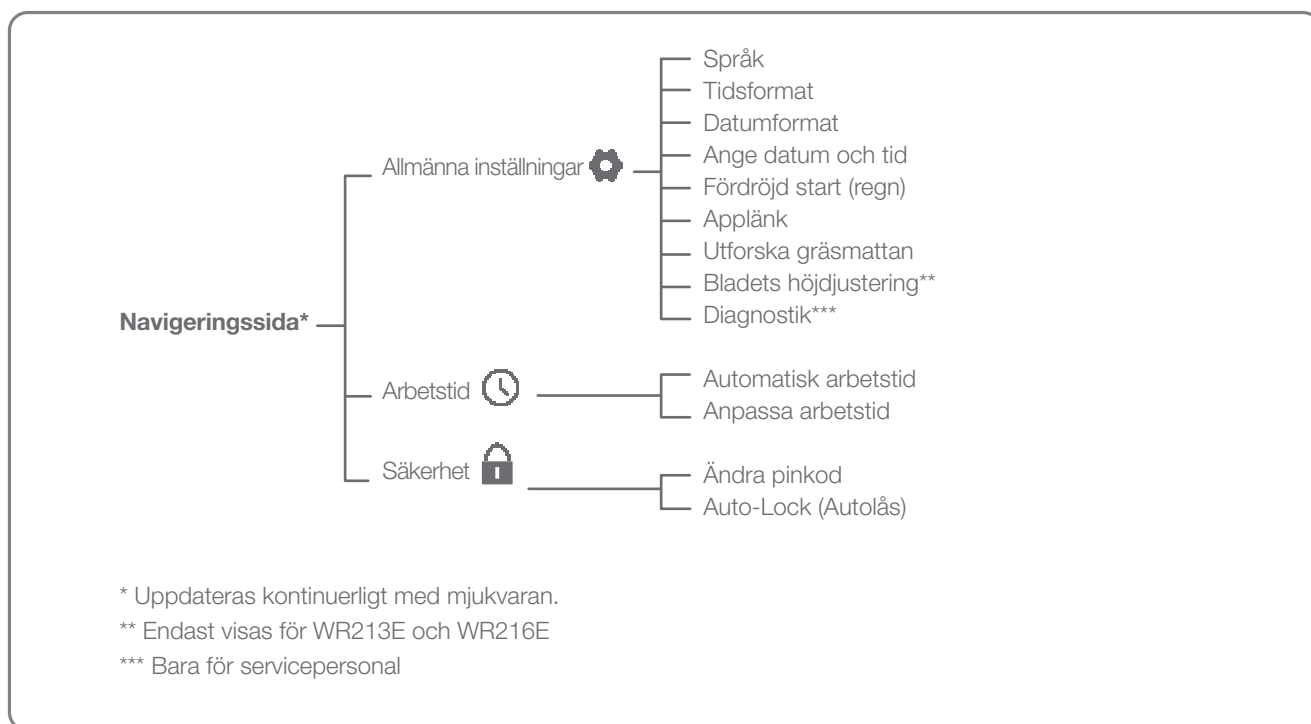 Språk
Tidsformat
Datumformat
Ange datum och tid
Allmänna inställningar
Fördröjd start (regn)
Applänk
Utforska gräsmattan
Bladets höjdjustering**
Diagnostik***
Navigeringssida*
Arbetstid
Automatisk arbetstid
Anpassa arbetstid
Säkerhet
Ändra pinkod
Auto-Lock (Autolås)
* Uppdateras kontinuerligt med mjukvaran.
** Endast visas för WR213E och WR216E
*** Bara för servicepersonal